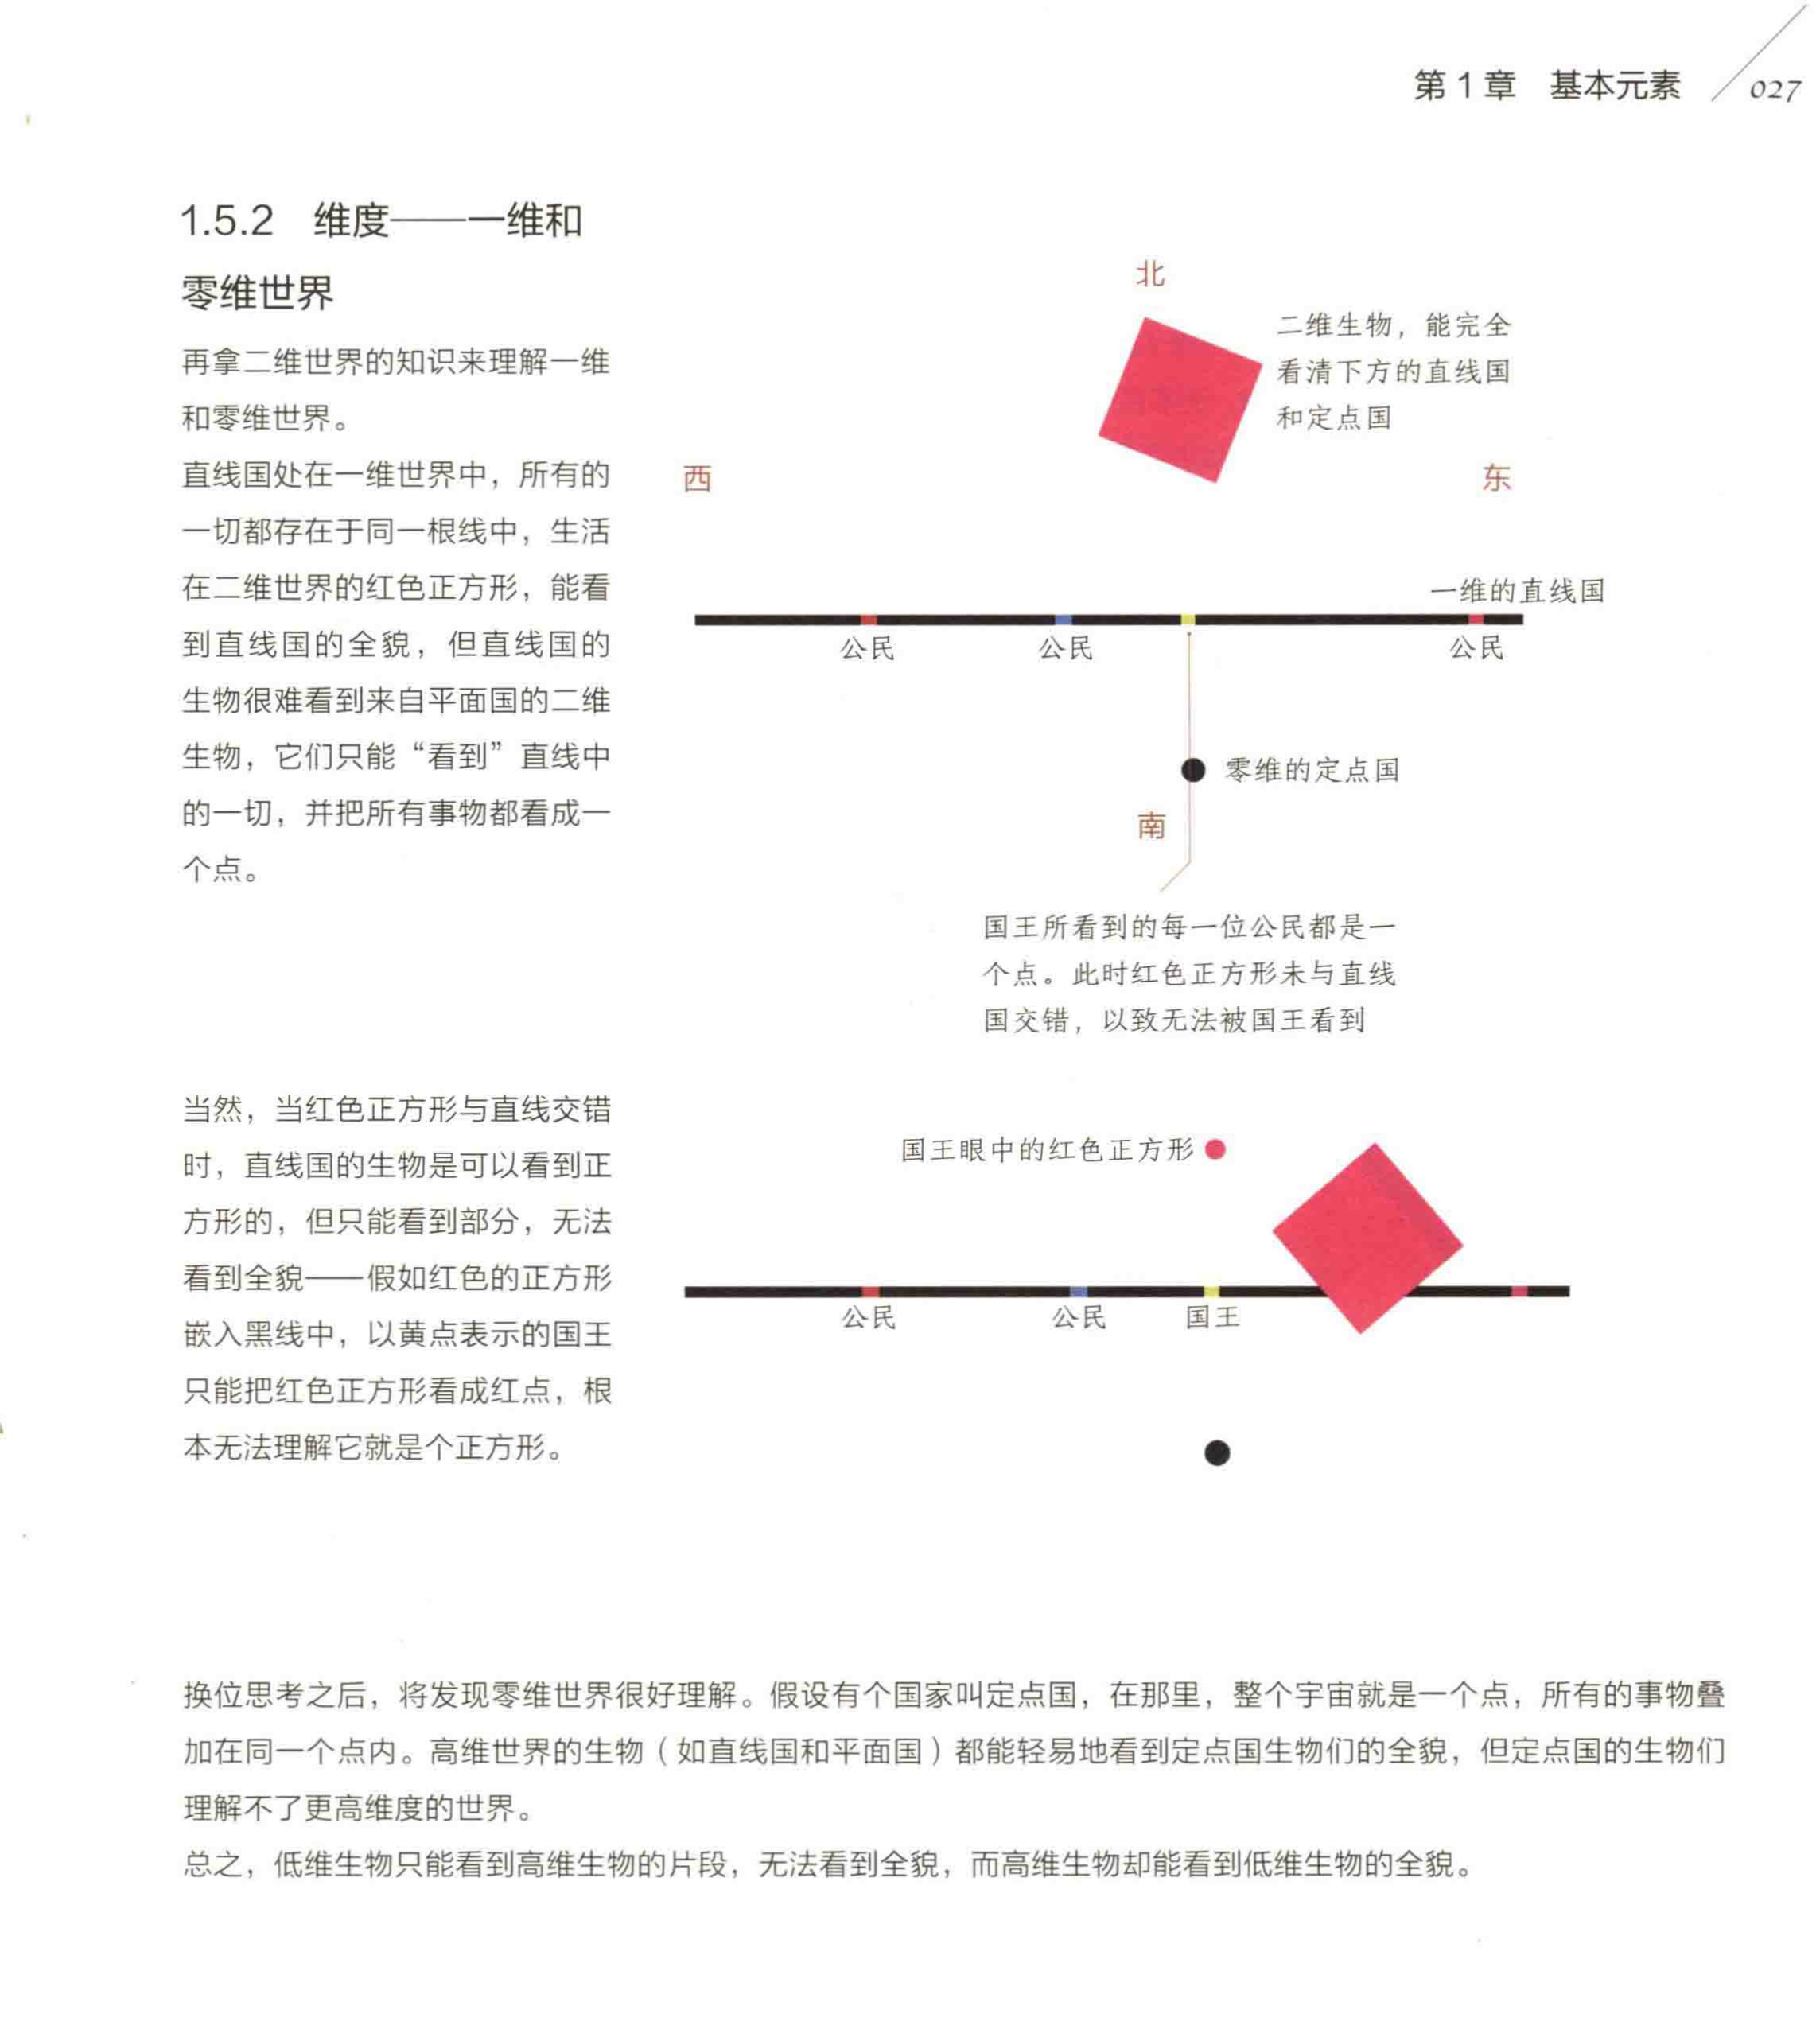 第 1 章　基本元素
027
1.5.2　维度——一维和
零维世界
再拿二维世界的知识来理解一维
和零维世界。
直线国处在一维世界中，所有的
一切都存在于同一根线中，生活
在二维世界的红色正方形，能看
到直线国的全貌，但直线国的
生物很难看到来自平面国的二维
生物，它们只能“看到”直线中
的一切，并把所有事物都看成一
个点。
北
二维生物，能完全
看清下方的直线国
和定点国
西
东
一维的直线国
公民
公民
公民
零维的定点国
南
国王所看到的每一位公民都是一
个点。此时红色正方形未与直线
国交错，以致无法被国王看到
当然，当红色正方形与直线交错
时，直线国的生物是可以看到正
方形的，但只能看到部分，无法
看到全貌——假如红色的正方形
嵌入黑线中，以黄点表示的国王
只能把红色正方形看成红点，根
本无法理解它就是个正方形。
国王眼中的红色正方形
公民
公民
国王
换位思考之后，将发现零维世界很好理解。假设有个国家叫定点国，在那里，整个宇宙就是一个点，所有的事物叠
加在同一个点内。高维世界的生物（如直线国和平面国）都能轻易地看到定点国生物们的全貌，但定点国的生物们
理解不了更高维度的世界。
总之，低维生物只能看到高维生物的片段，无法看到全貌，而高维生物却能看到低维生物的全貌。